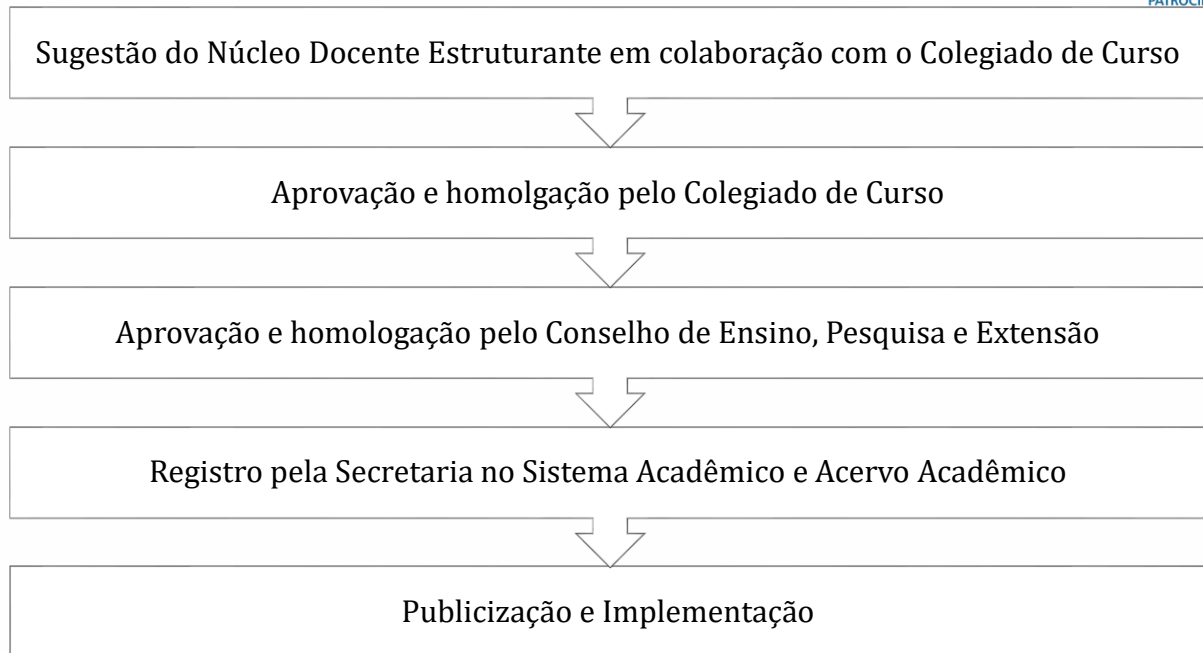 Sugestão do Núcleo Docente Estruturante em colaboração com o Colegiado de Curso
Aprovação e homolgação pelo Colegiado de Curso
Aprovação e homologação pelo Conselho de Ensino, Pesquisa e Extensão
Registro pela Secretaria no Sistema Acadêmico e Acervo Acadêmico
Publicização e Implementação